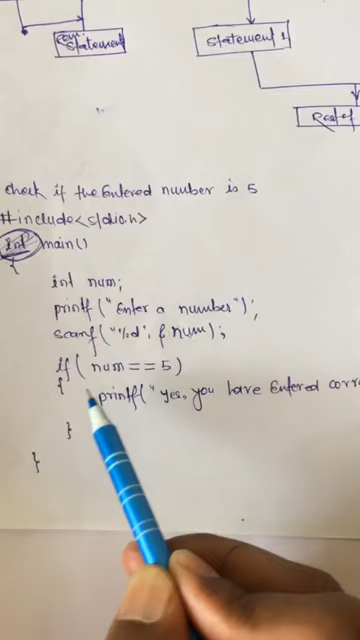 Statement
Statement 1
Rest of
check if the Entered number is 5
#include<stdio.h>
int main()
{
int num;
printf("Enter a number");
scanf("%d", &num);
if(num==5)
{
printf("Yes, you have Entered corre
}
}